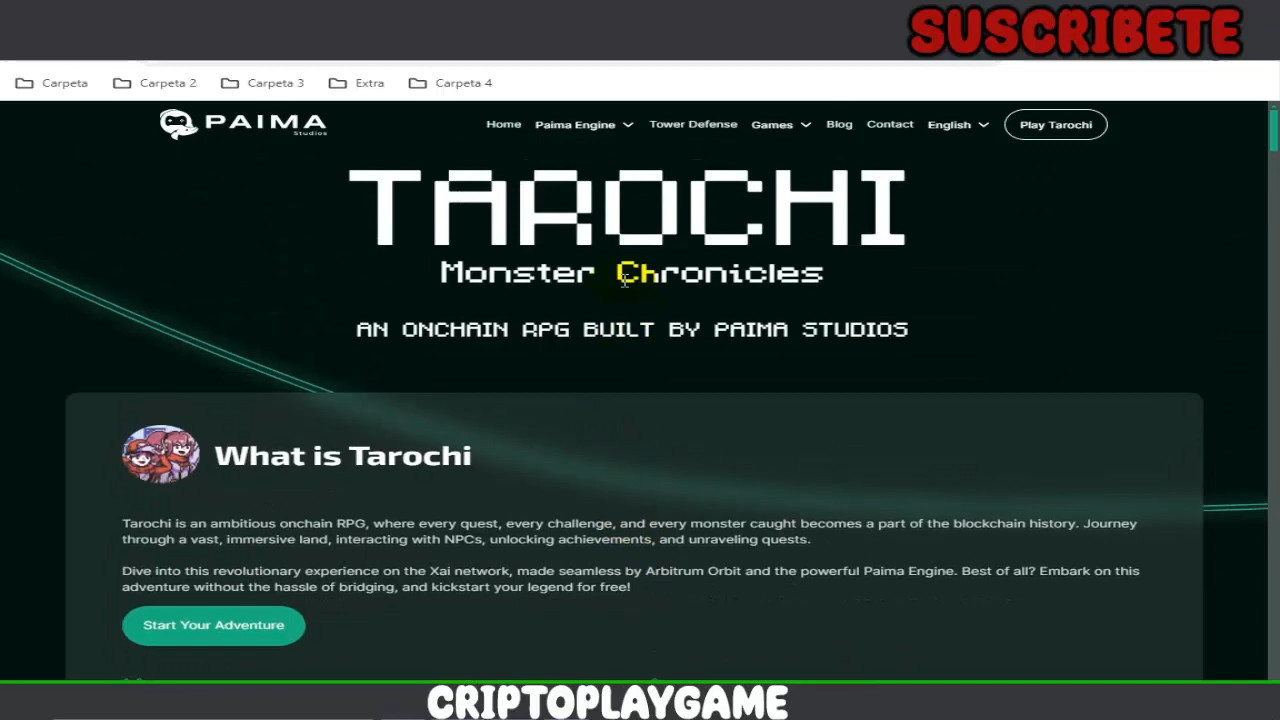 SUSCRIBETE
Carpeta Carpeta 2 Carpeta 3 Extra Carpeta 4
PAIMA Studios Home Paima Engine Tower Defense Games Blog Contact English Play Tarochi
TAROCHI
Monster Chronicles
AN ONCHAIN RPG BUILT BY PAIMA STUDIOS
What is Tarochi
Tarochi is an ambitious onchain RPG, where every quest, every challenge, and every monster caught becomes a part of the blockchain history. Journey
through a vast, immersive land, interacting with NPCs, unlocking achievements, and unraveling quests.
Dive into this revolutionary experience on the Xai network, made seamless by Arbitrum Orbit and the powerful Paima Engine. Best of all? Embark on this
adventure without the hassle of bridging, and kickstart your legend for free!
Start Your Adventure
CRIPTOPLAYGAME